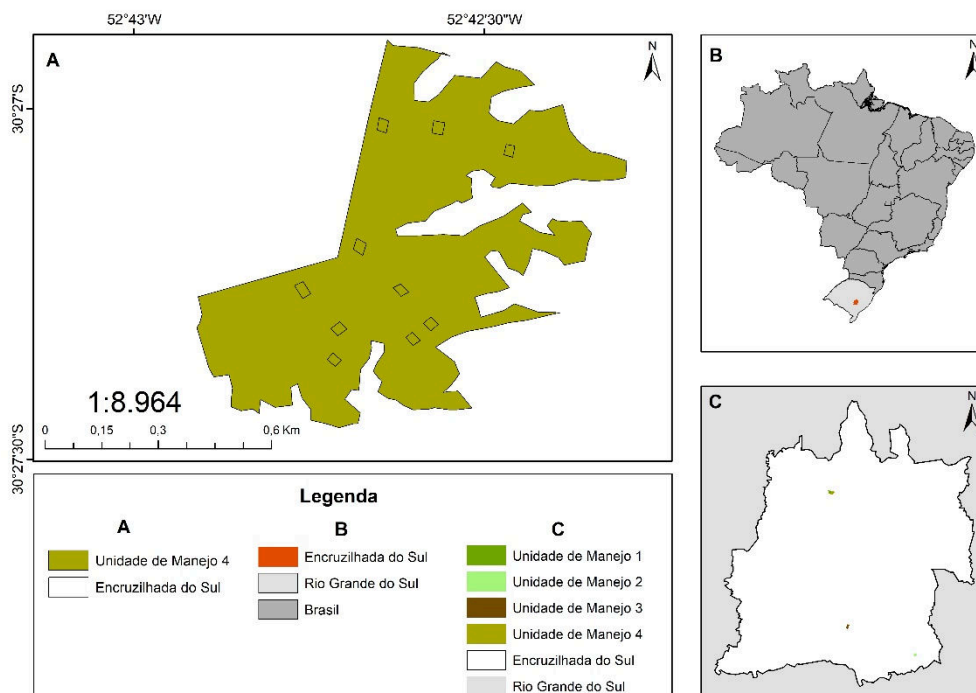 52°43'W
52°42'30"W
30°27'S
30°27'30"S
A
N
1:8.964
0 0,15 0,3 0,6 Km
B
N
C
N
Legenda
A
Unidade de Manejo 4
Encruzilhada do Sul
B
Encruzilhada do Sul
Rio Grande do Sul
Brasil
C
Unidade de Manejo 1
Unidade de Manejo 2
Unidade de Manejo 3
Unidade de Manejo 4
Encruzilhada do Sul
Rio Grande do Sul